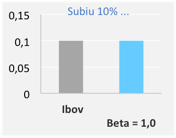 Subiu 10% ...
0,15
0,1
0,05
0
Ibov
Beta = 1,0